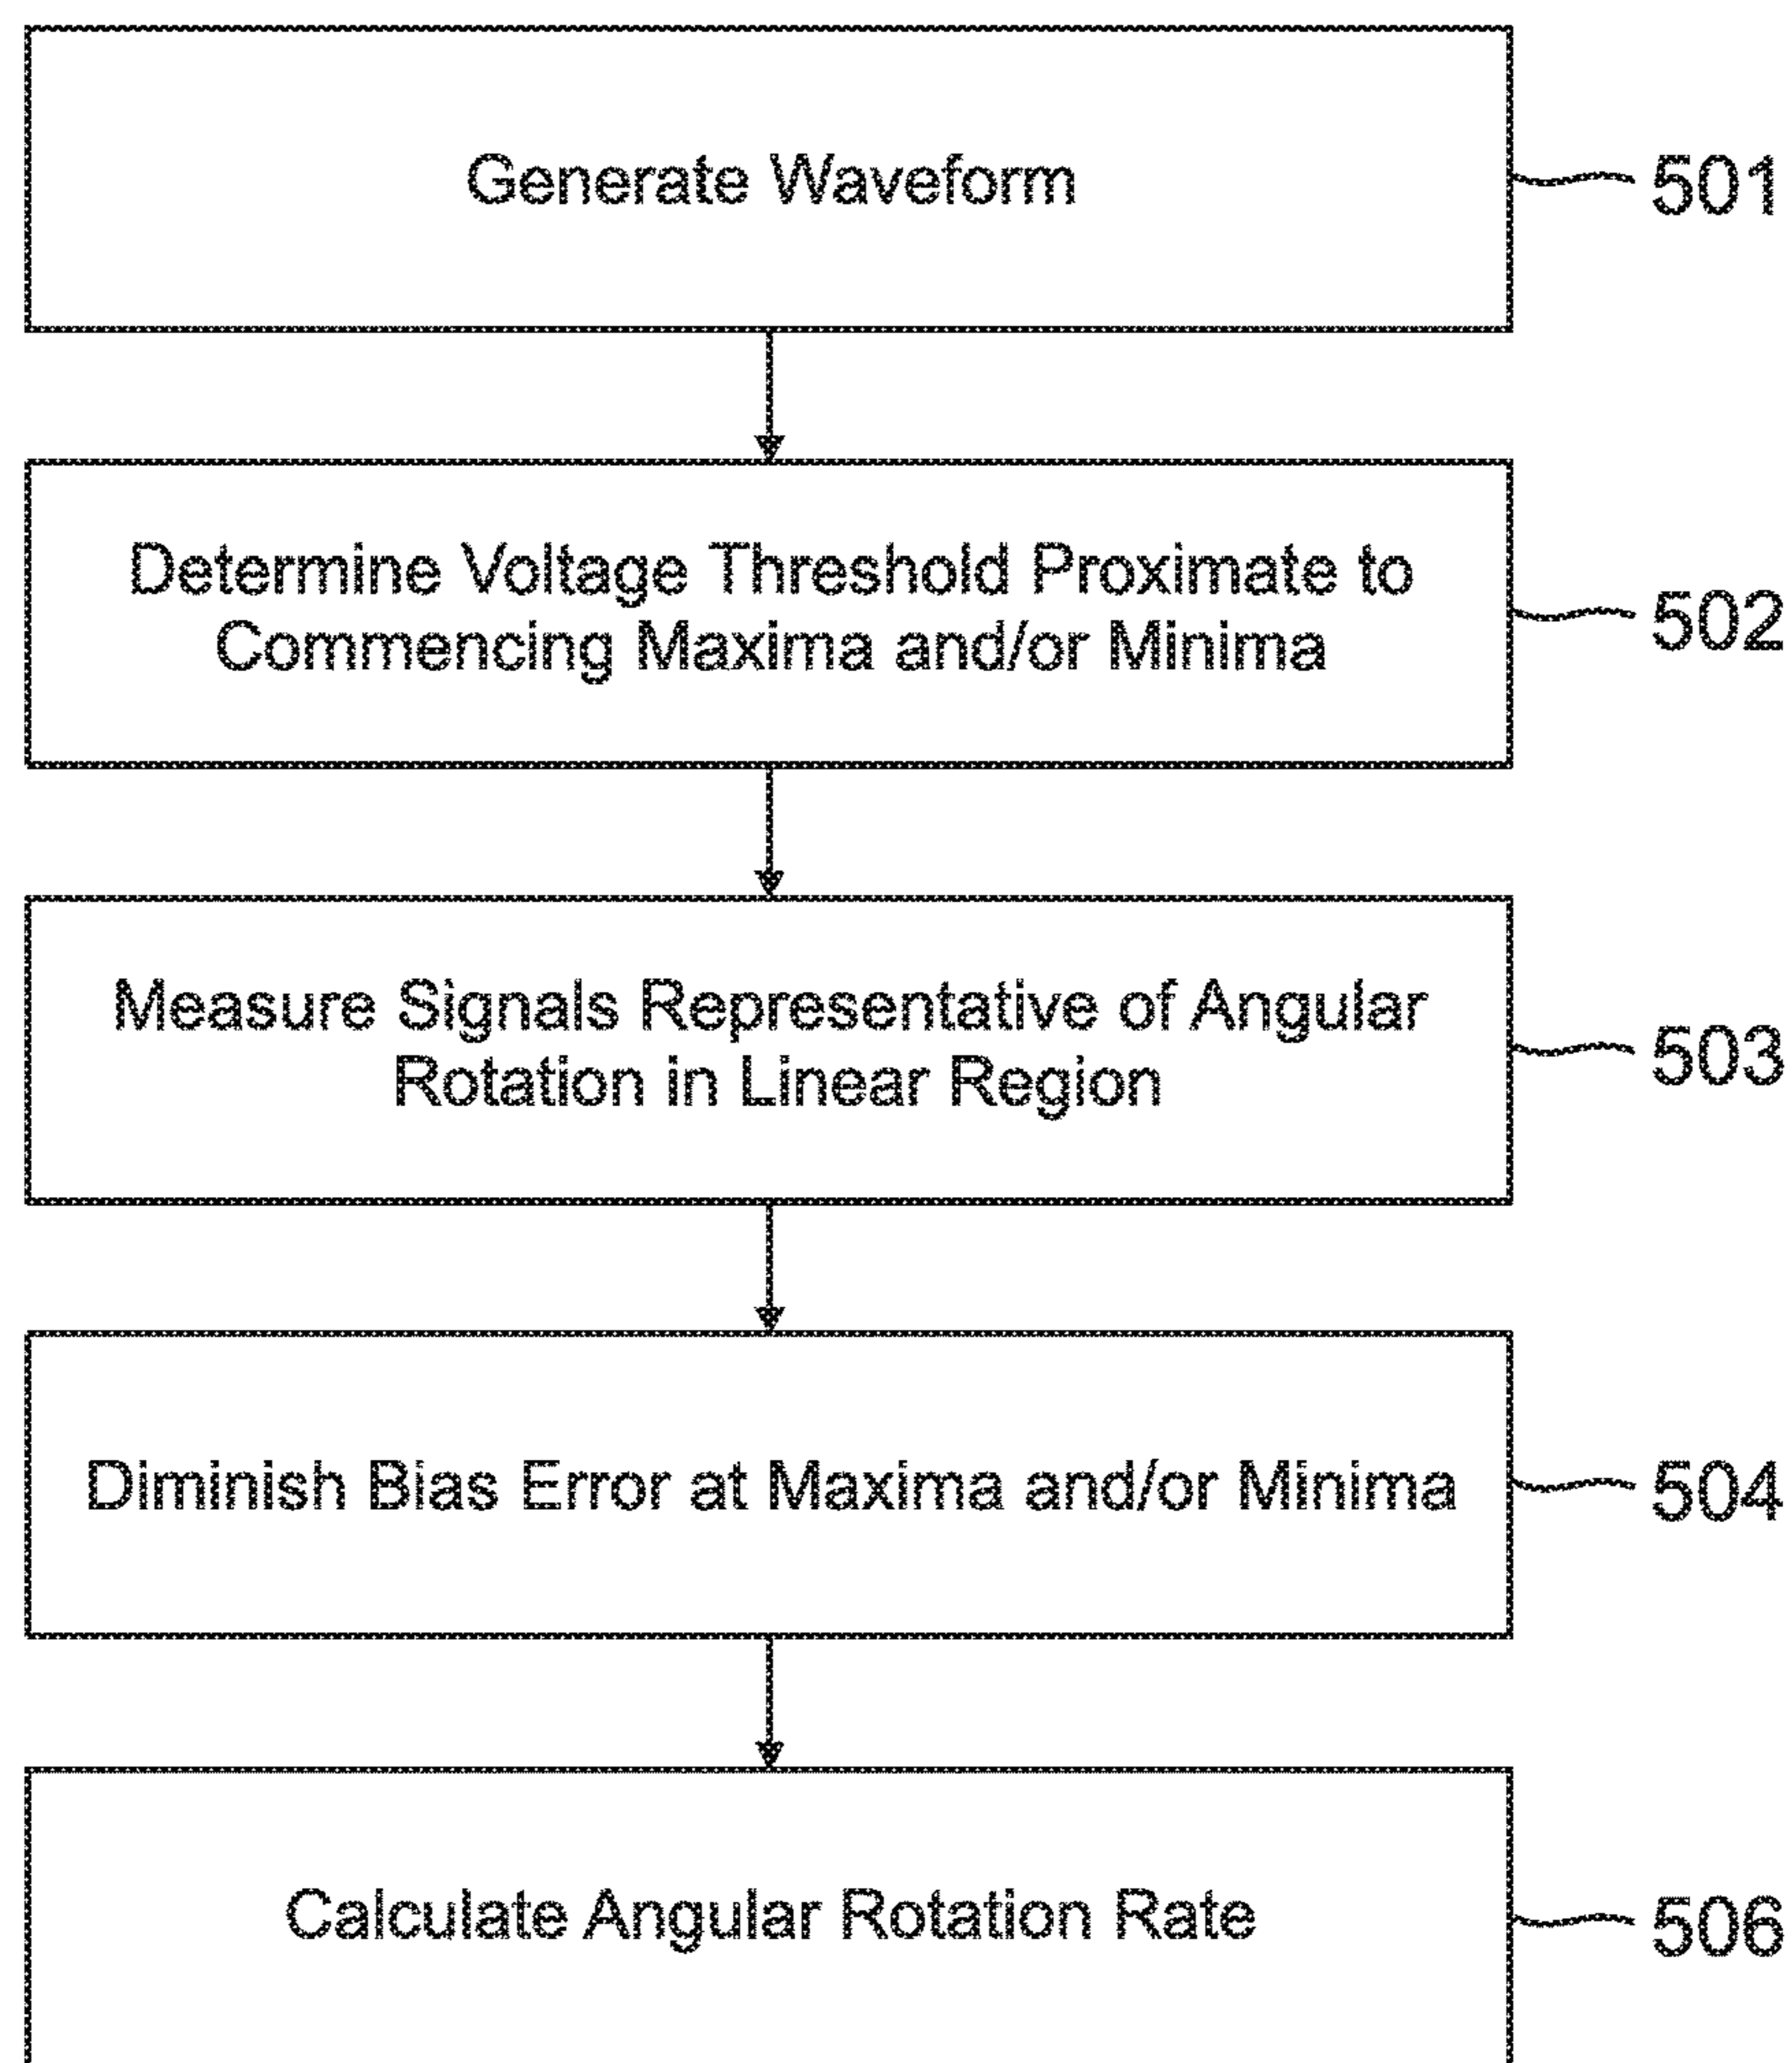 Generate Waveform
501
Determine Voltage Threshold Proximate to
Commencing Maxima and/or Minima
502
Measure Signals Representative of Angular
Rotation in Linear Region
503
Diminish Bias Error at Maxima and/or Minima
504
Calculate Angular Rotation Rate
506